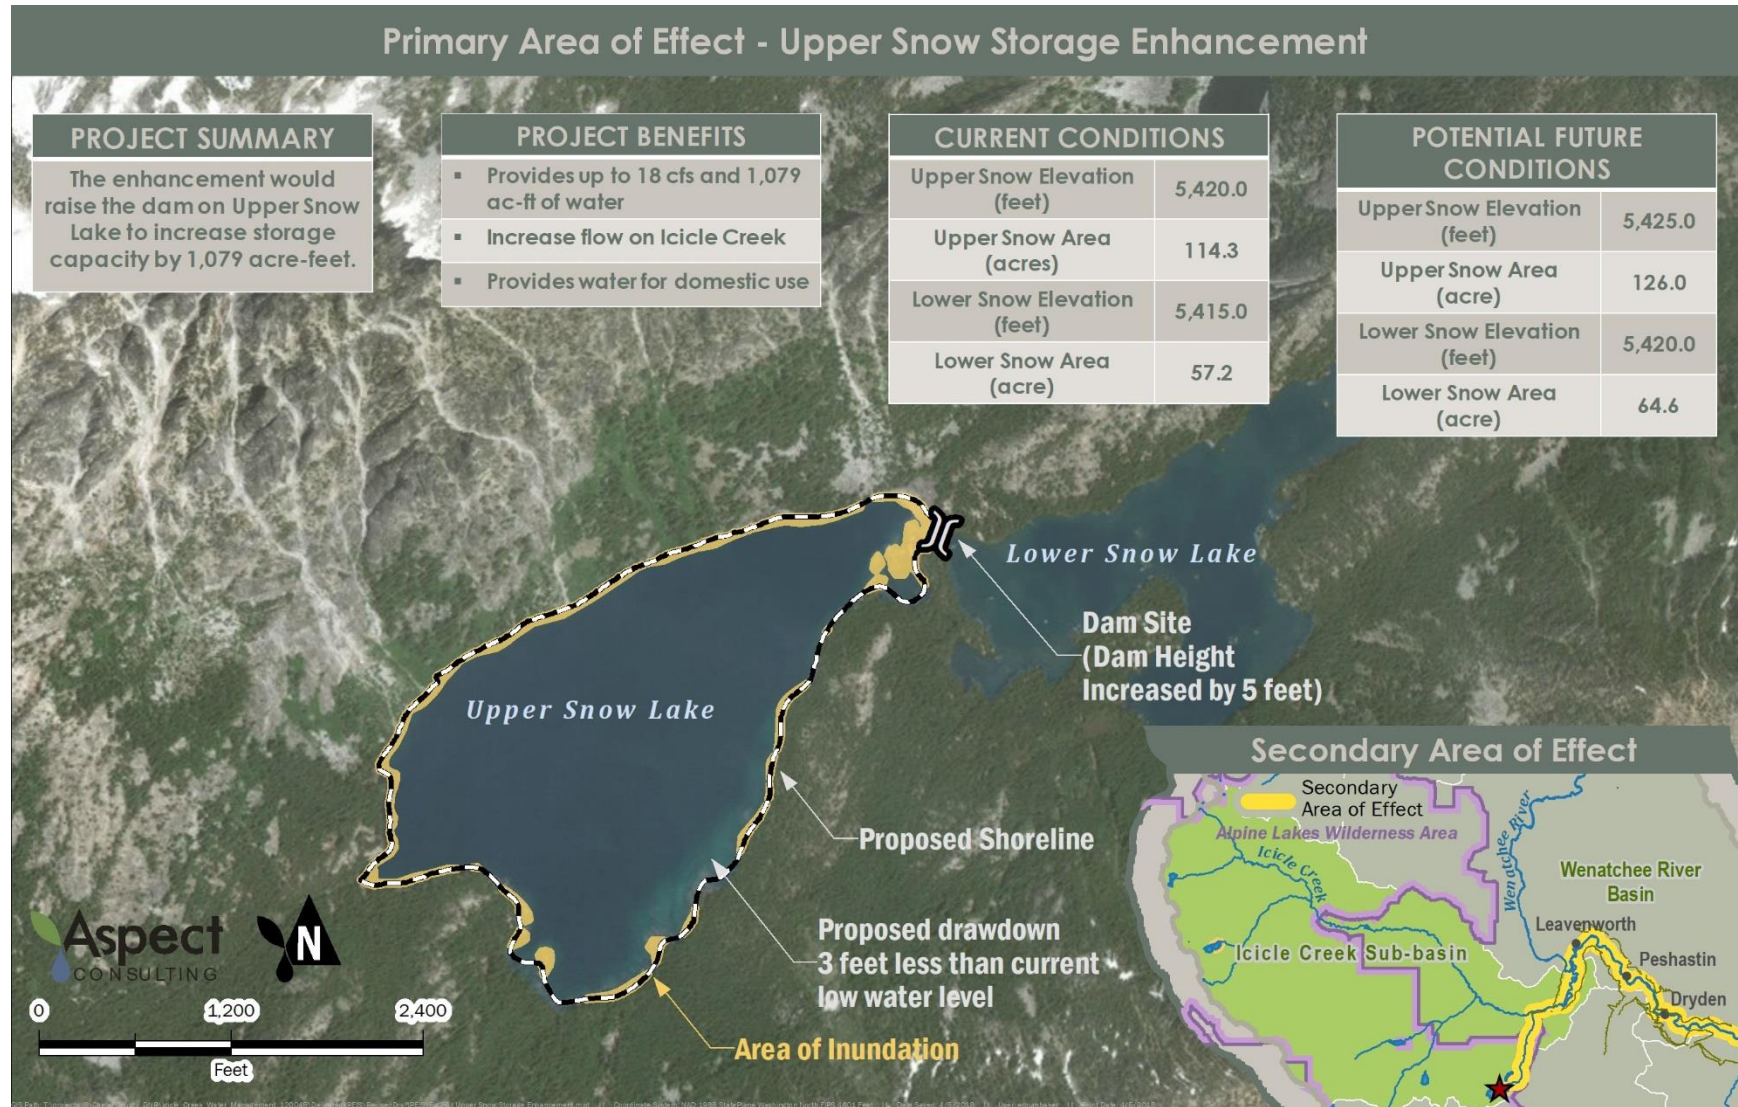 Primary Area of Effect - Upper Snow Storage Enhancement
PROJECT SUMMARY
The enhancement would
raise the dam on Upper Snow
Lake to increase storage
capacity by 1,079 acre-feet.
PROJECT BENEFITS
▪ Provides up to 18 cfs and 1,079
ac-ft of water
▪ Increase flow on Icicle Creek
▪ Provides water for domestic use
CURRENT CONDITIONS
Upper Snow Elevation
(feet)
5,420.0
Upper Snow Area
(acres)
114.3
Lower Snow Elevation
(feet)
5,415.0
Lower Snow Area
(acre)
57.2
POTENTIAL FUTURE
CONDITIONS
Upper Snow Elevation
(feet)
5,425.0
Upper Snow Area
(acre)
126.0
Lower Snow Elevation
(feet)
5,420.0
Lower Snow Area
(acre)
64.6
Lower Snow Lake
Dam Site
(Dam Height
Increased by 5 feet)
Upper Snow Lake
Proposed Shoreline
Proposed drawdown
3 feet less than current
low water level
Area of Inundation
Aspect
CONSULTING
N
0 1,200 2,400
Feet
Secondary Area of Effect
Secondary
Area of Effect
Alpine Lakes Wilderness Area
Icicle Creek
Wenatchee River
Wenatchee River
Basin
Leavenworth
Icicle Creek Sub-basin
Peshastin
Dryden